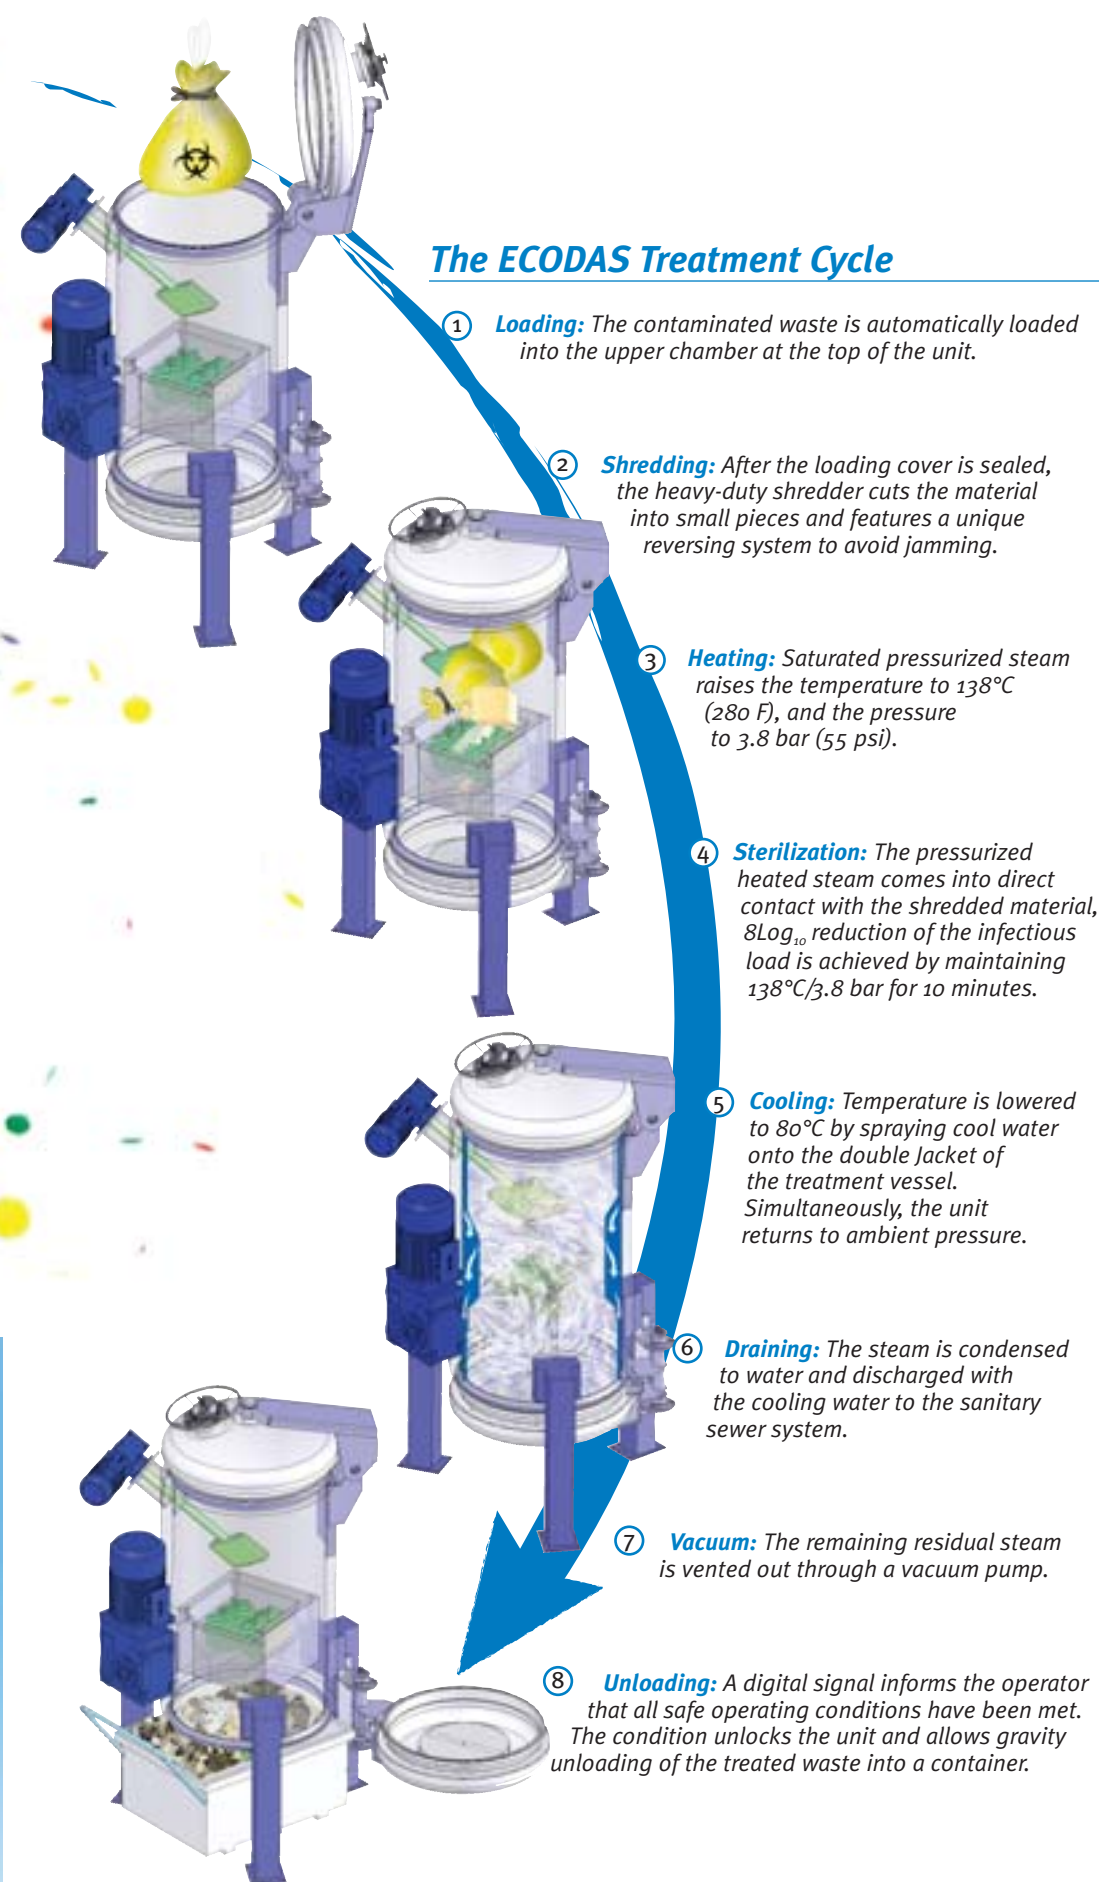 The ECODAS Treatment Cycle
1 Loading: The contaminated waste is automatically loaded
into the upper chamber at the top of the unit.
2 Shredding: After the loading cover is sealed,
the heavy-duty shredder cuts the material
into small pieces and features a unique
reversing system to avoid jamming.
3 Heating: Saturated pressurized steam
raises the temperature to 138°C
(280 F), and the pressure
to 3.8 bar (55 psi).
4 Sterilization: The pressurized
heated steam comes into direct
contact with the shredded material,
8Log₁₀ reduction of the infectious
load is achieved by maintaining
138°C/3.8 bar for 10 minutes.
5 Cooling: Temperature is lowered
to 80°C by spraying cool water
onto the double Jacket of
the treatment vessel.
Simultaneously, the unit
returns to ambient pressure.
6 Draining: The steam is condensed
to water and discharged with
the cooling water to the sanitary
sewer system.
7 Vacuum: The remaining residual steam
is vented out through a vacuum pump.
8 Unloading: A digital signal informs the operator
that all safe operating conditions have been met.
The condition unlocks the unit and allows gravity
unloading of the treated waste into a container.